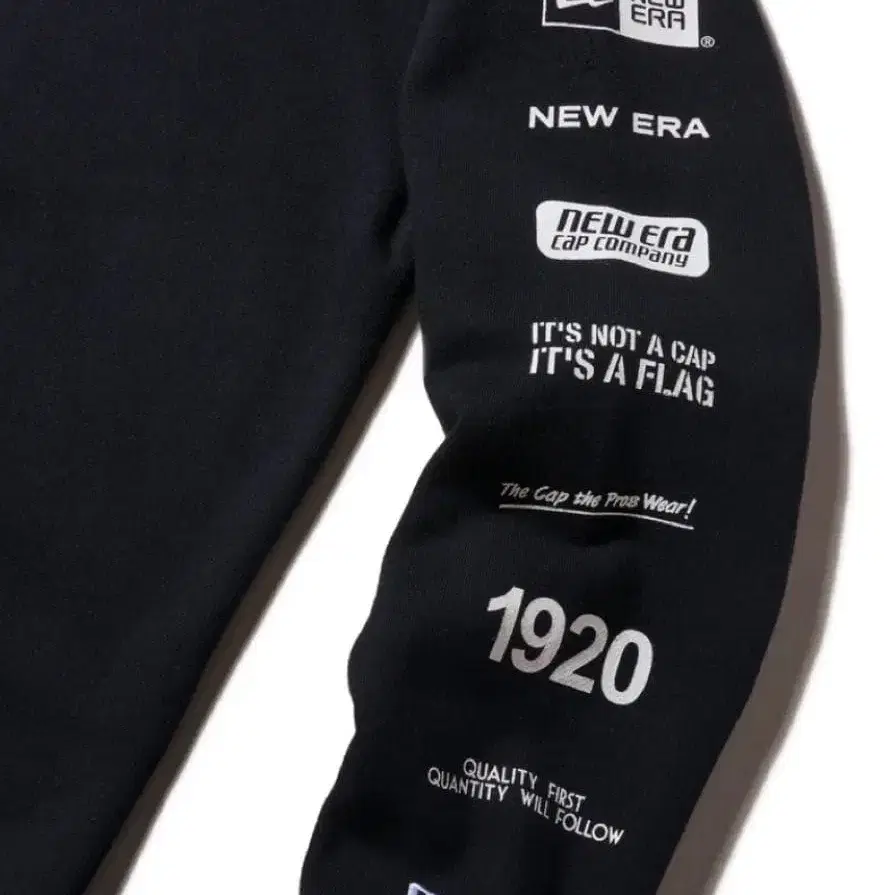 NEW
ERA
®
NEW ERA
new era
cap company
IT'S NOT A CAP
IT'S A FLAG
The Cap the Pros Wear!
1920
QUALITY FIRST
QUANTITY WILL FOLLOW